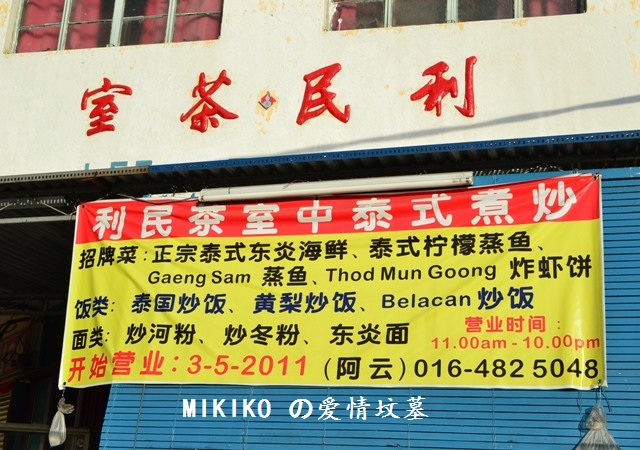 室茶民利
利民茶室中泰式煮炒
招牌菜：正宗泰式东炎海鲜、泰式柠檬蒸鱼、
Gaeng Sam 蒸鱼、Thod Mun Goong 炸虾饼
饭类：泰国炒饭、黄梨炒饭、Belacan 炒饭
面类：炒河粉、炒冬粉、东炎面
营业时间：
11.00am - 10.00pm
开始营业：3-5-2011 (阿云) 016-482 5048
MIKIKO の爱情坟墓